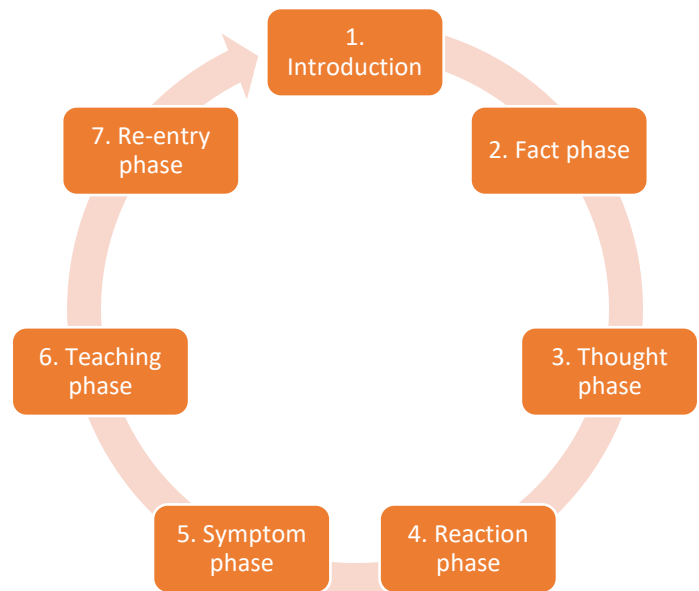 1.
Introduction
2. Fact phase
3. Thought
phase
4. Reaction
phase
5. Symptom
phase
6. Teaching
phase
7. Re-entry
phase